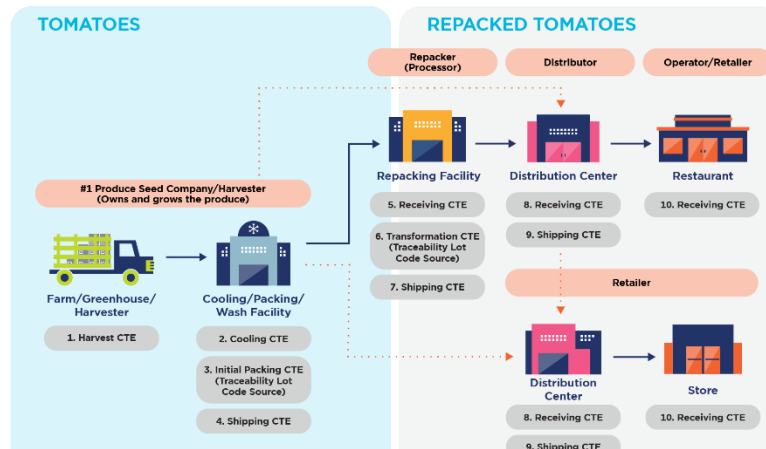 TOMATOES
REPACKED TOMATOES
Repacker
(Processor)
Distributor
Operator/Retailer
#1 Produce Seed Company/Harvester
(Owns and grows the produce)
Repacking Facility
Distribution Center
Restaurant
5. Receiving CTE
8. Receiving CTE
10. Receiving CTE
6. Transformation CTE
(Traceability Lot
Code Source)
9. Shipping CTE
7. Shipping CTE
Farm/Greenhouse/
Harvester
Cooling/Packing/
Wash Facility
1. Harvest CTE
2. Cooling CTE
3. Initial Packing CTE
(Traceability Lot
Code Source)
4. Shipping CTE
Retailer
Distribution
Center
Store
8. Receiving CTE
10. Receiving CTE
9. Shipping CTE